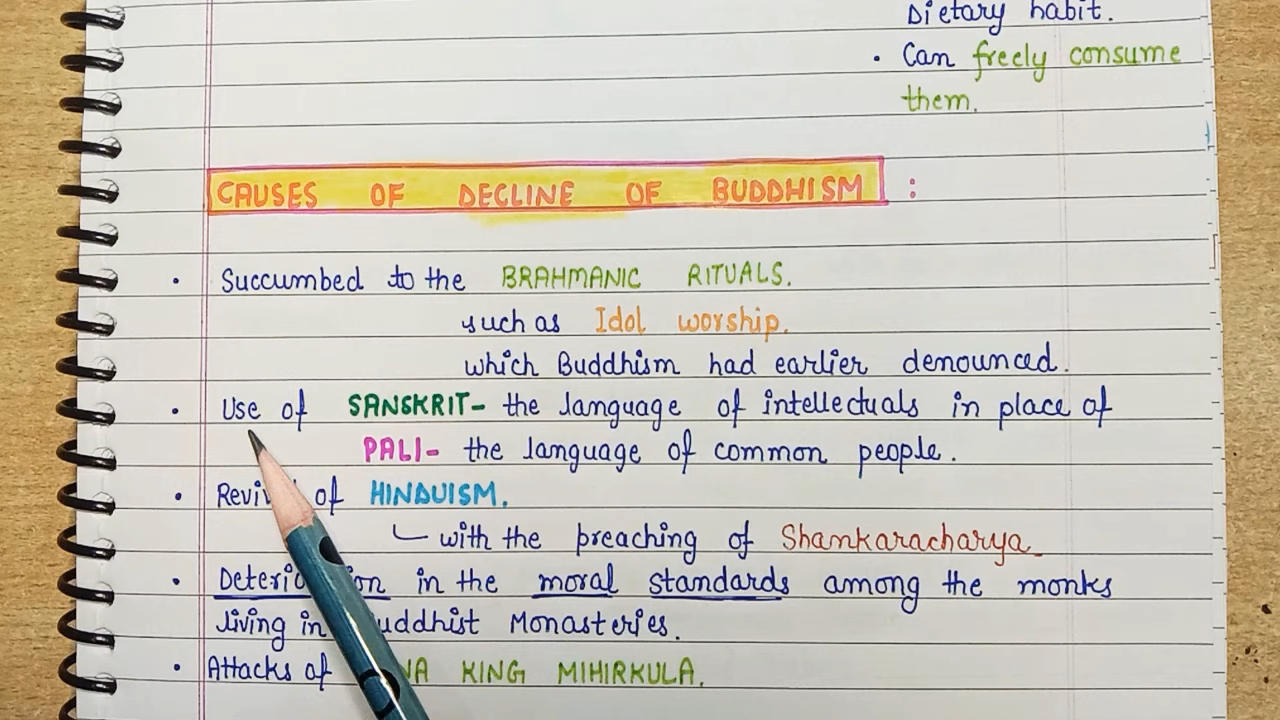 Dietary habit.
• Can freely consume
them.
CAUSES OF DECLINE OF BUDDHISM :
• Succumbed to the BRAHMANIC RITUALS.
such as Idol worship.
which Buddhism had earlier denounced.
• Use of SANSKRIT- the language of intellectuals in place of
PALI- the language of common people.
• of HINDUISM.
with the preaching of Shankaracharya
• in the moral standards among the monks
living in Monasteries.
• Attacks of KING MIHIRKULA.